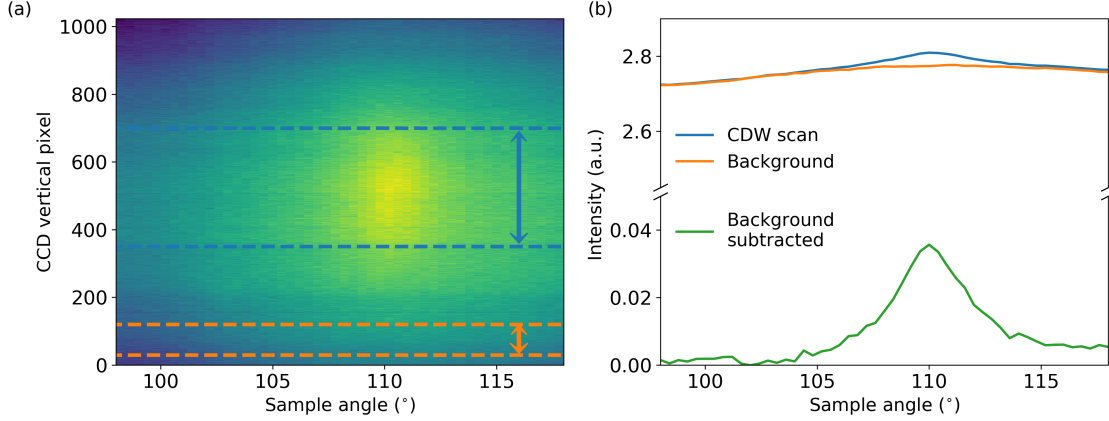 (a)
1000
800
600
400
200
0
CCD vertical pixel
100
105
110
115
Sample angle (°)
(b)
2.8
2.6
0.04
0.02
0.00
Intensity (a.u.)
CDW scan
Background
Background
subtracted
100
105
110
115
Sample angle (°)